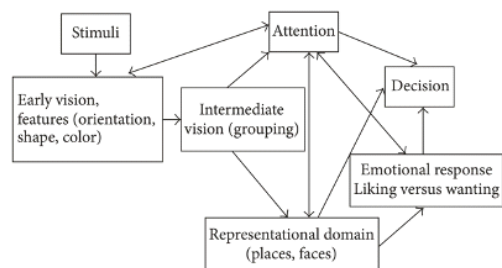 Stimuli
Attention
Early vision,
features (orientation,
shape, color)
Intermediate
vision (grouping)
Decision
Emotional response
Liking versus wanting
Representational domain
(places, faces)